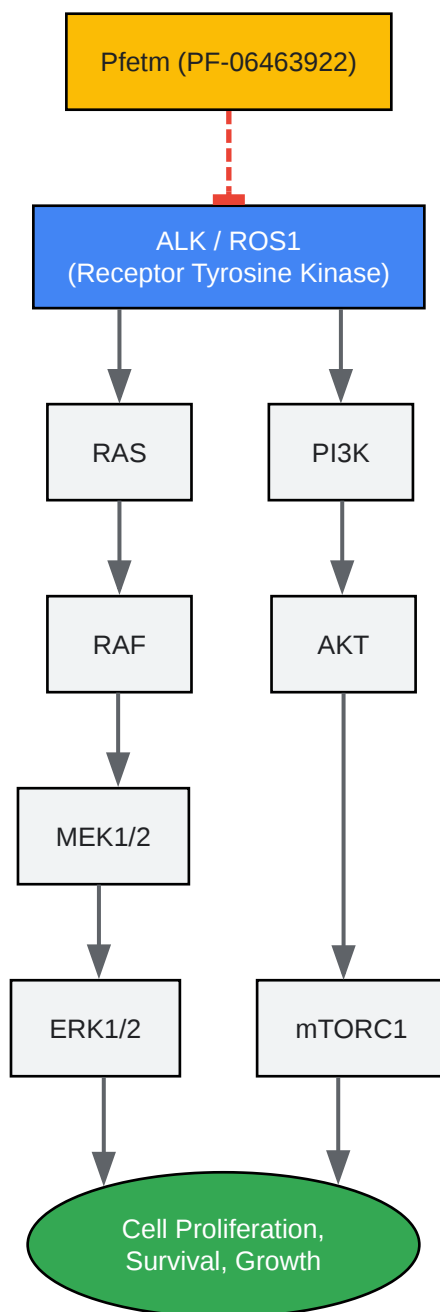 Pfetm (PF-06463922)
ALK / ROS1
(Receptor Tyrosine Kinase)
RAS
PI3K
RAF
AKT
MEK1/2
ERK1/2
mTORC1
Cell Proliferation,
Survival, Growth